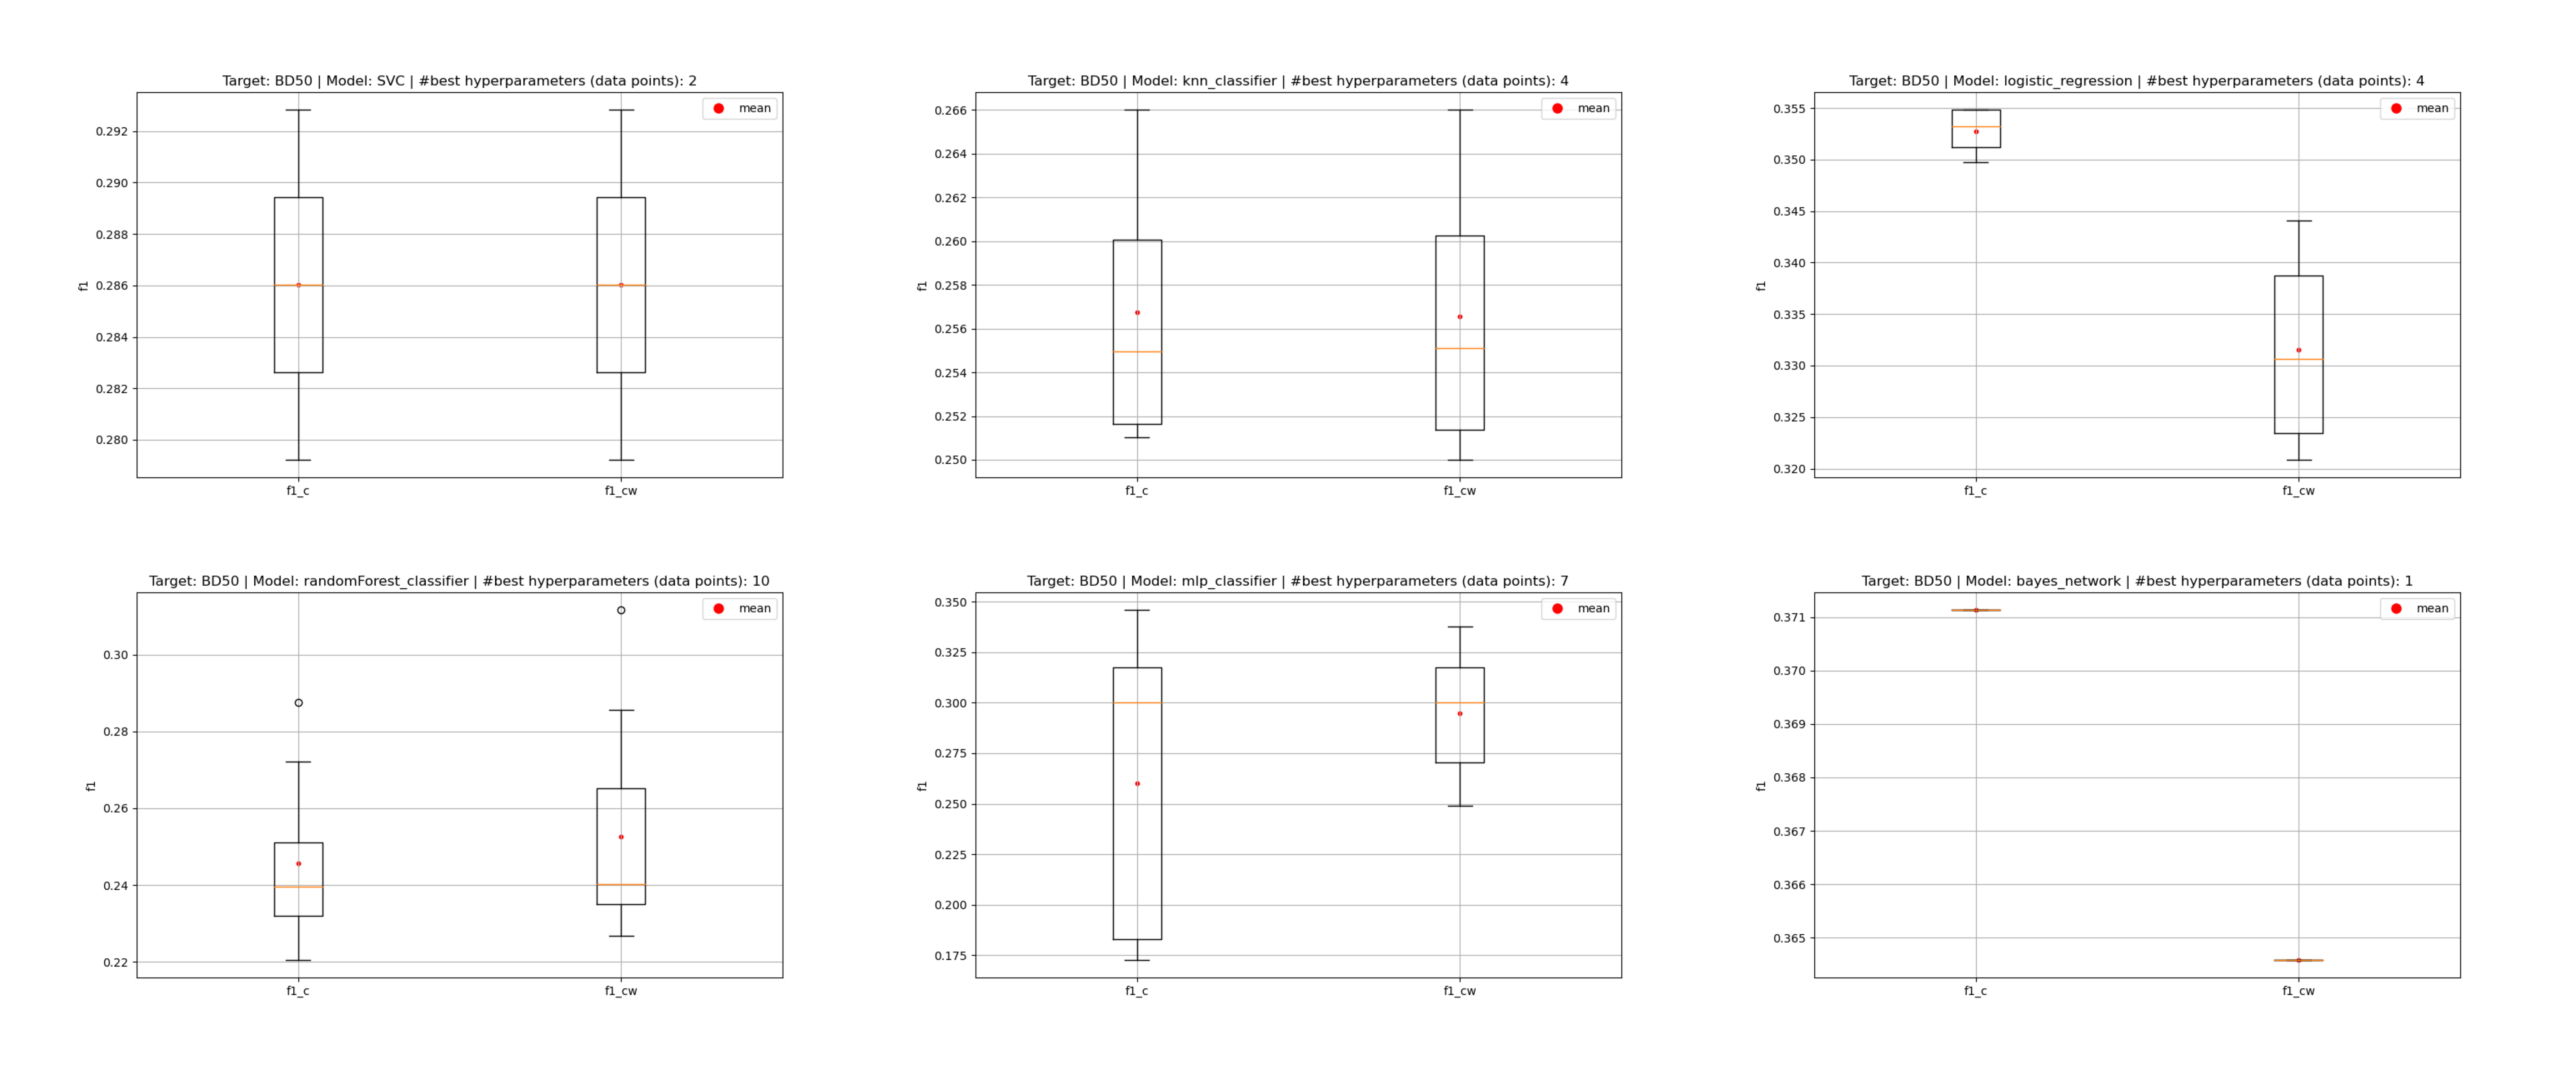 Target: BD50 | Model: SVC | #best hyperparameters (data points): 2
mean
0.292
0.290
0.288
0.286
0.284
0.282
0.280
f1
f1_c
f1_cw
Target: BD50 | Model: knn_classifier | #best hyperparameters (data points): 4
mean
0.266
0.264
0.262
0.260
0.258
0.256
0.254
0.252
0.250
f1
f1_c
f1_cw
Target: BD50 | Model: logistic_regression | #best hyperparameters (data points): 4
mean
0.355
0.350
0.345
0.340
0.335
0.330
0.325
0.320
f1
f1_c
f1_cw
Target: BD50 | Model: randomForest_classifier | #best hyperparameters (data points): 10
mean
0.30
0.28
0.26
0.24
0.22
f1
f1_c
f1_cw
Target: BD50 | Model: mlp_classifier | #best hyperparameters (data points): 7
mean
0.350
0.325
0.300
0.275
0.250
0.225
0.200
0.175
f1
f1_c
f1_cw
Target: BD50 | Model: bayes_network | #best hyperparameters (data points): 1
mean
0.371
0.370
0.369
0.368
0.367
0.366
0.365
f1
f1_c
f1_cw